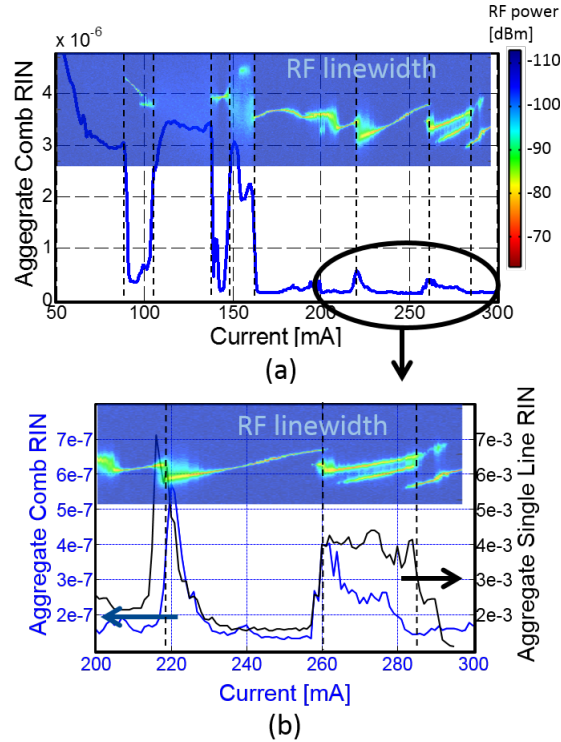 RF power
[dBm]
x 10⁻⁶
RF linewidth
Aggegrate Comb RIN
4
3
2
1
0
-110
-100
-90
-80
-70
50
100
150
200
250
300
Current [mA]
(a)
RF linewidth
Aggregate Comb RIN
7e-7
6e-7
5e-7
4e-7
3e-7
2e-7
7e-3
6e-3
5e-3
4e-3
3e-3
2e-3
Aggregate Single Line RIN
200
220
240
260
280
300
Current [mA]
(b)